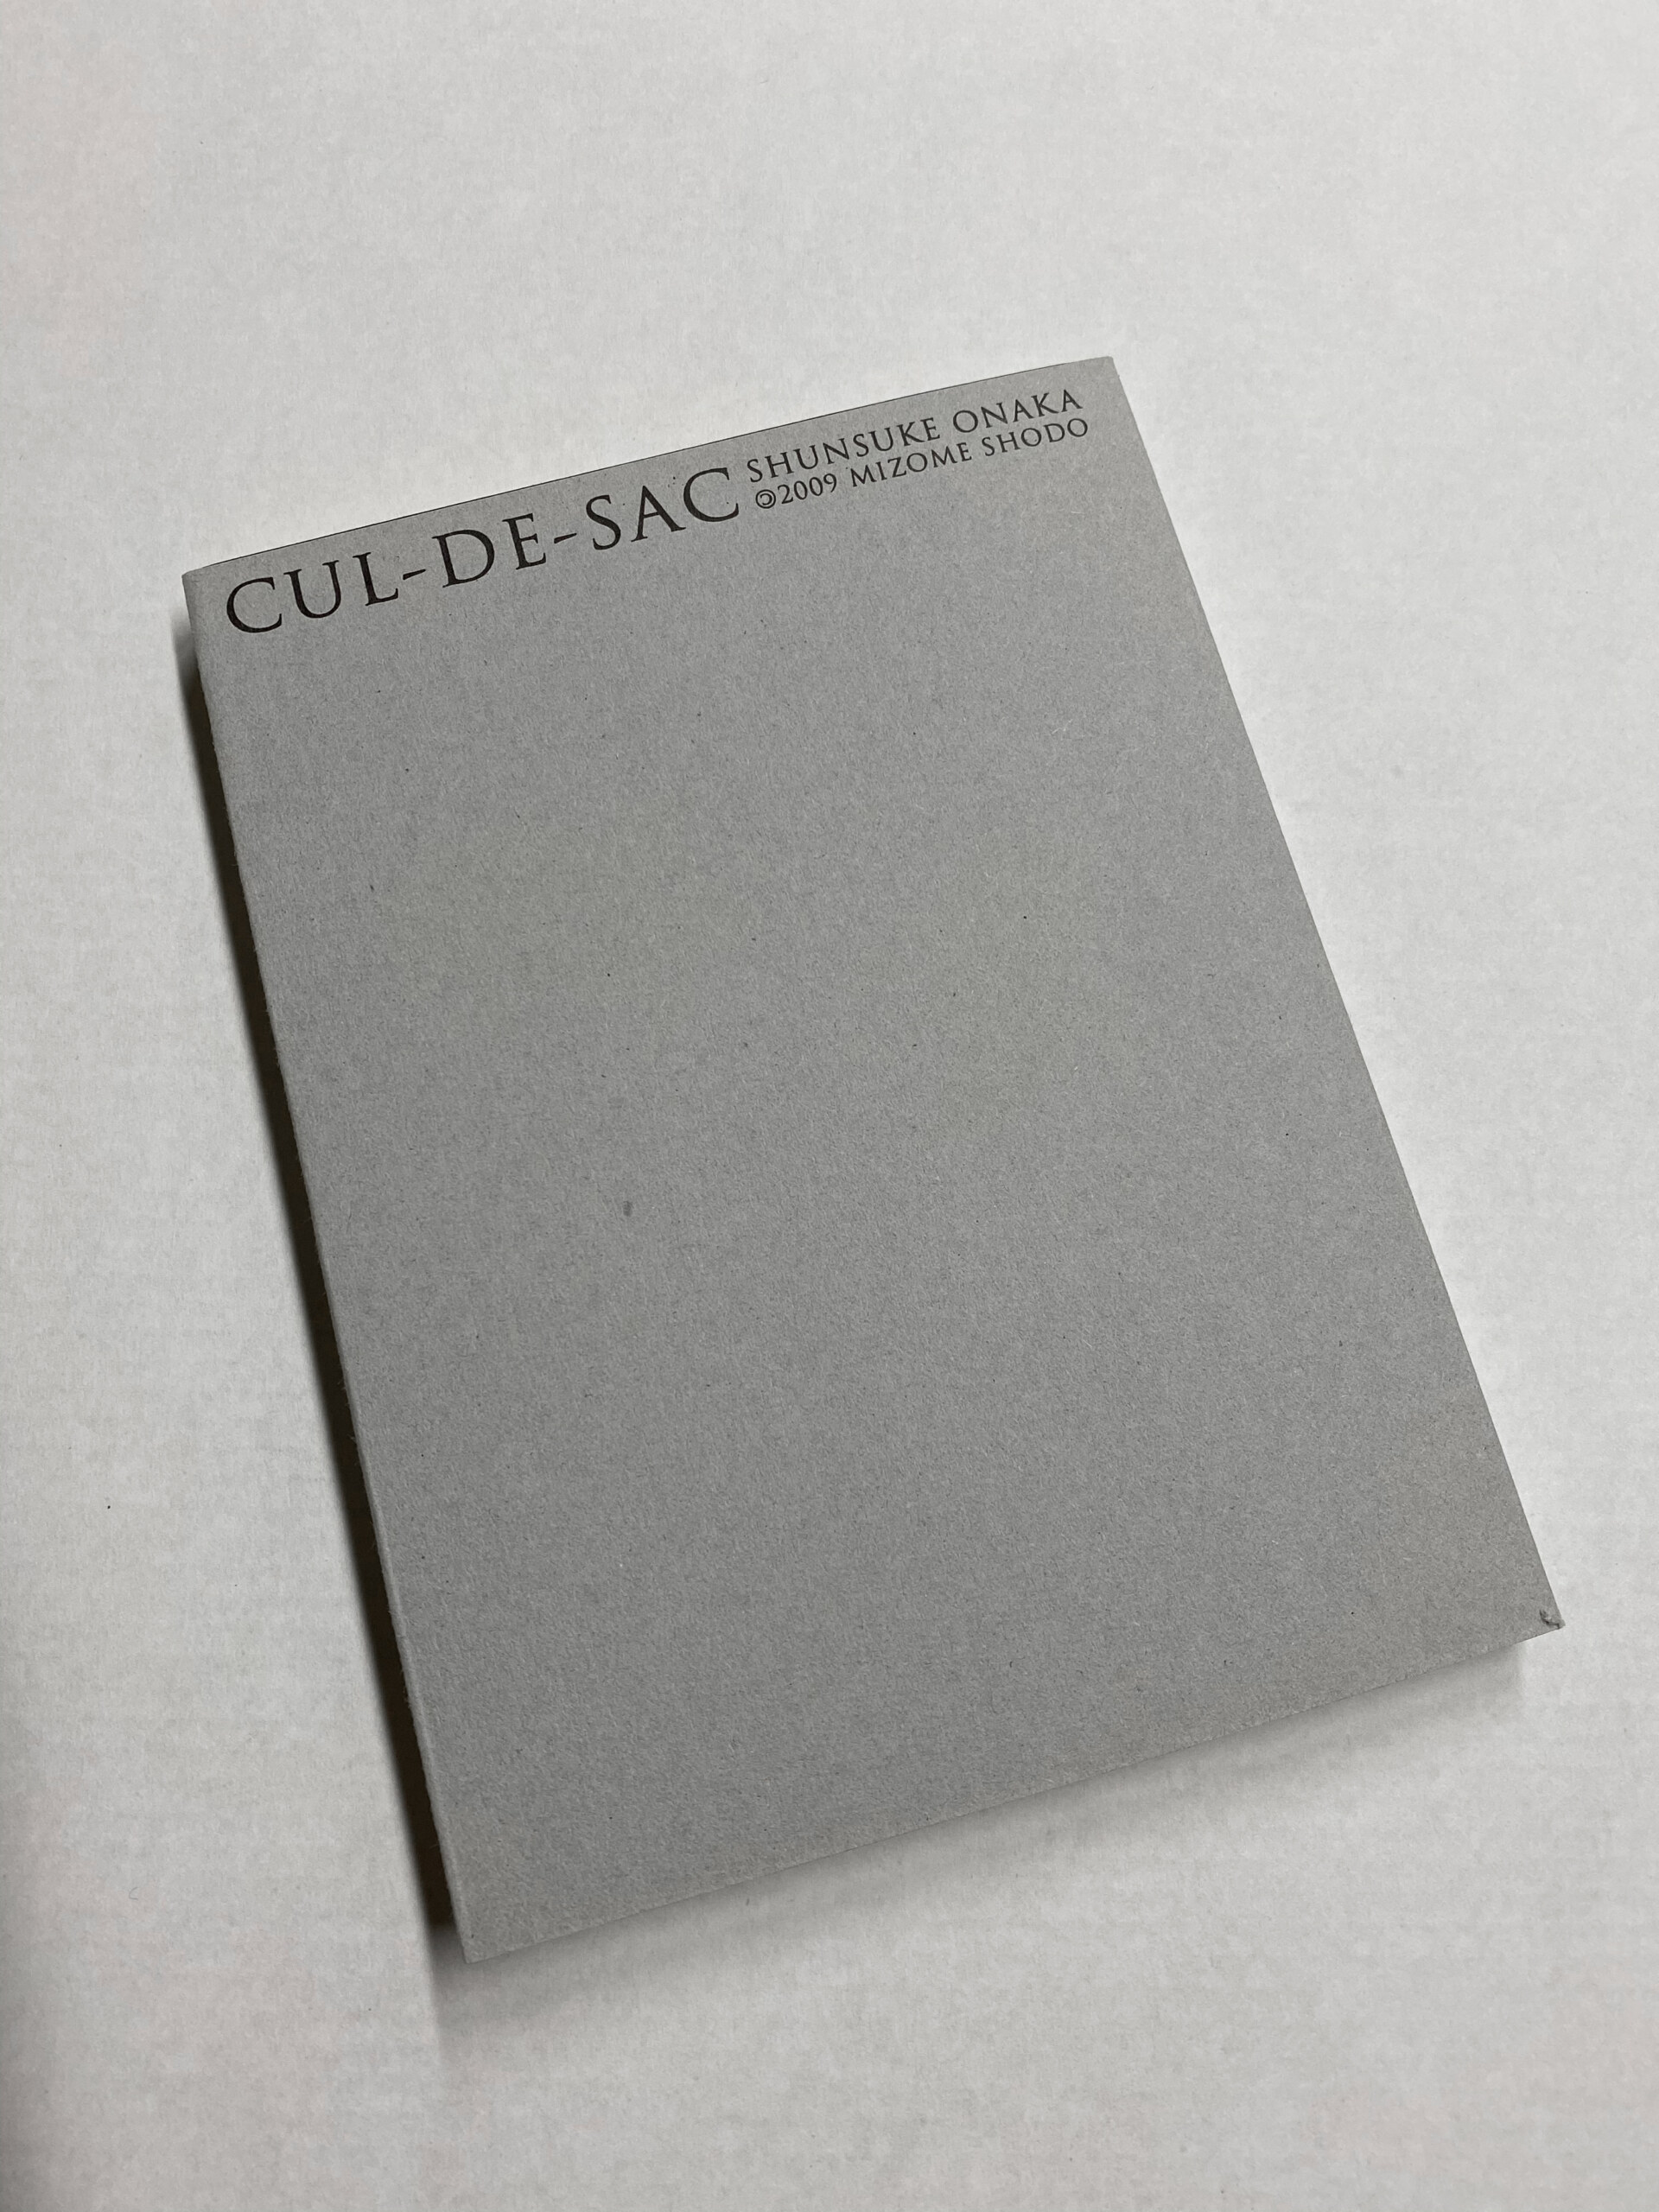 CUL-DE-SAC
SHUNSUKE ONAKA
©2009 MIZOME SHODO